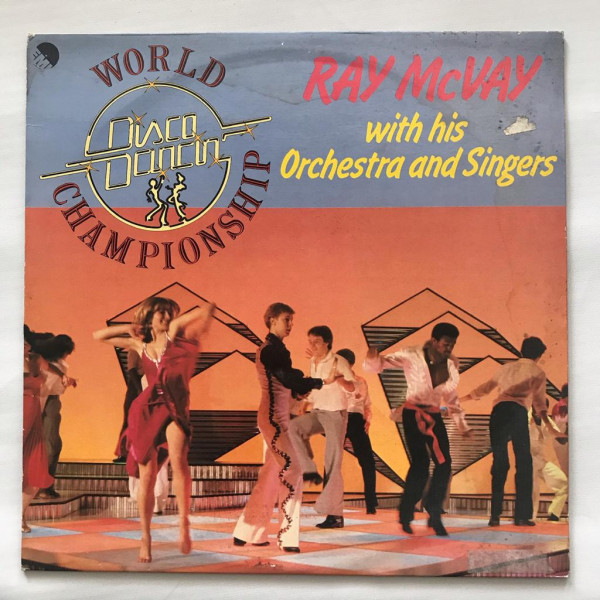 WORLD
Disco
Dancin'
CHAMPIONSHIP
RAY McVAY
with his
Orchestra and Singers